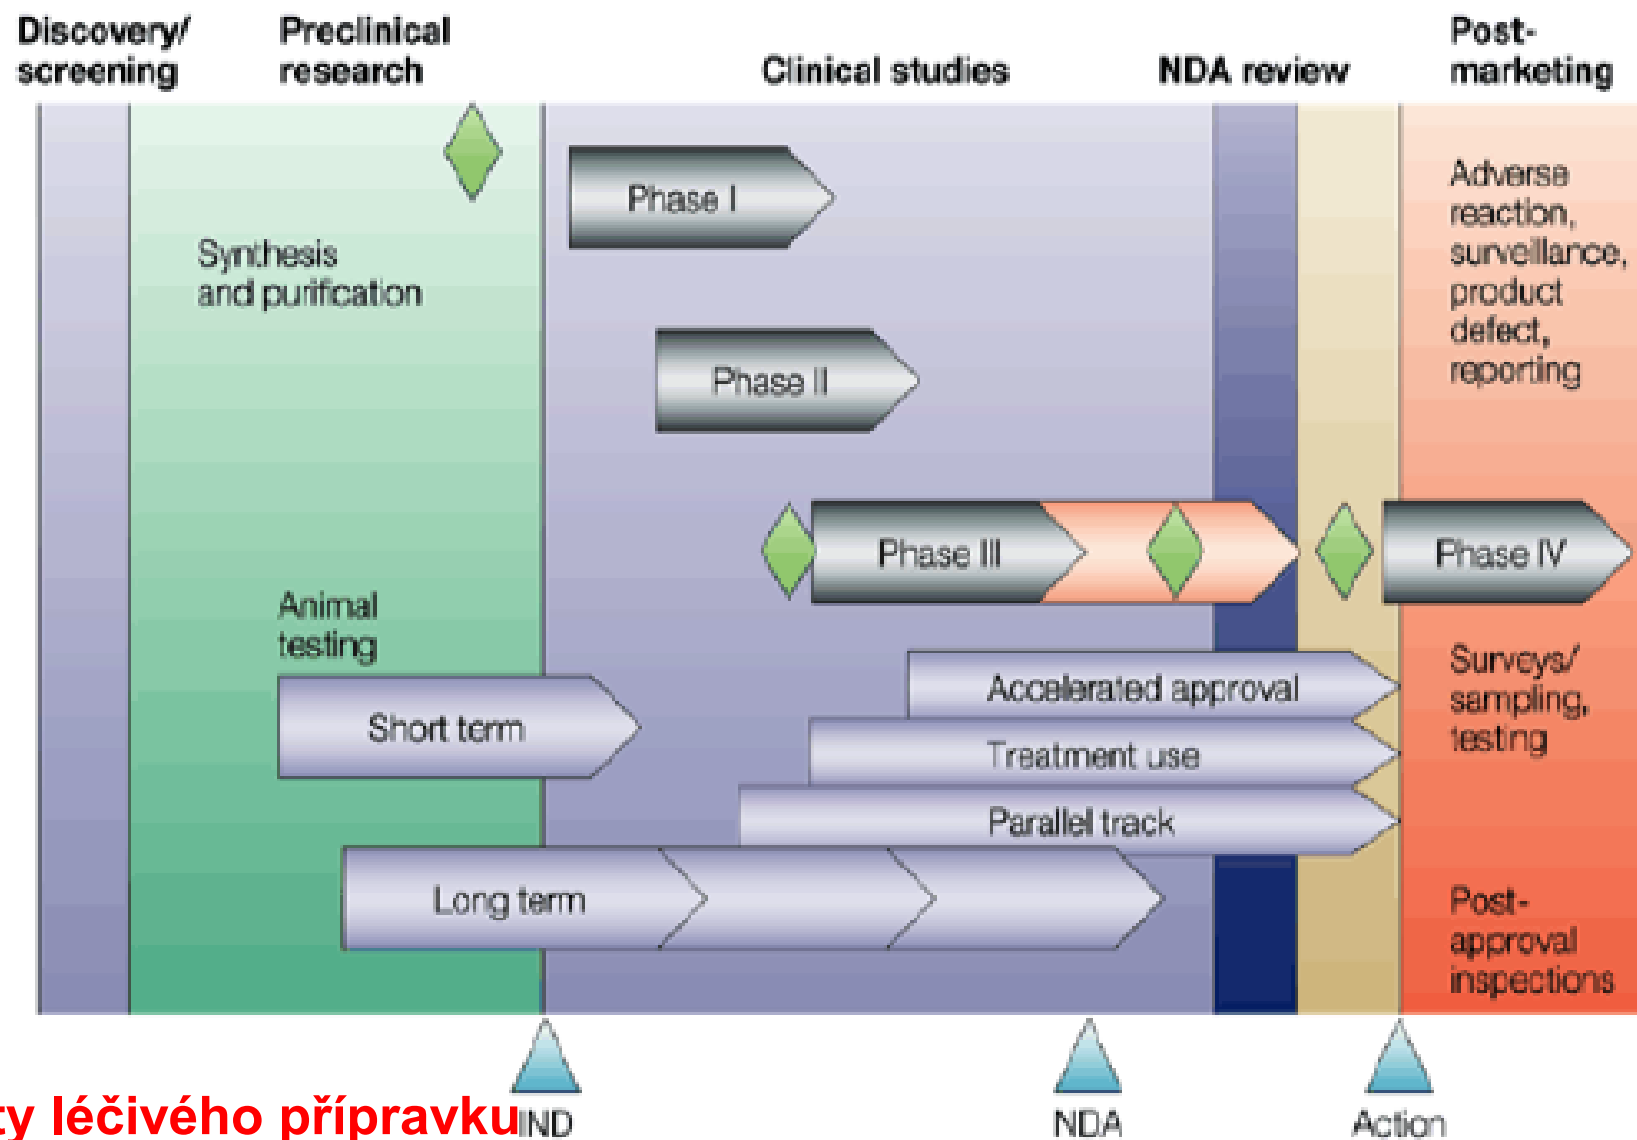 Discovery/
screening
Preclinical
research
Clinical studies
NDA review
Post-
marketing
Phase I
Adverse
reaction,
surveillance,
product
defect,
reporting
Synthesis
and purification
Phase II
Phase III
Phase IV
Animal
testing
Short term
Accelerated approval
Surveys/
sampling,
testing
Treatment use
Parallel track
Long term
Post-
approval
inspections
ty léčivého přípravku
IND
NDA
Action